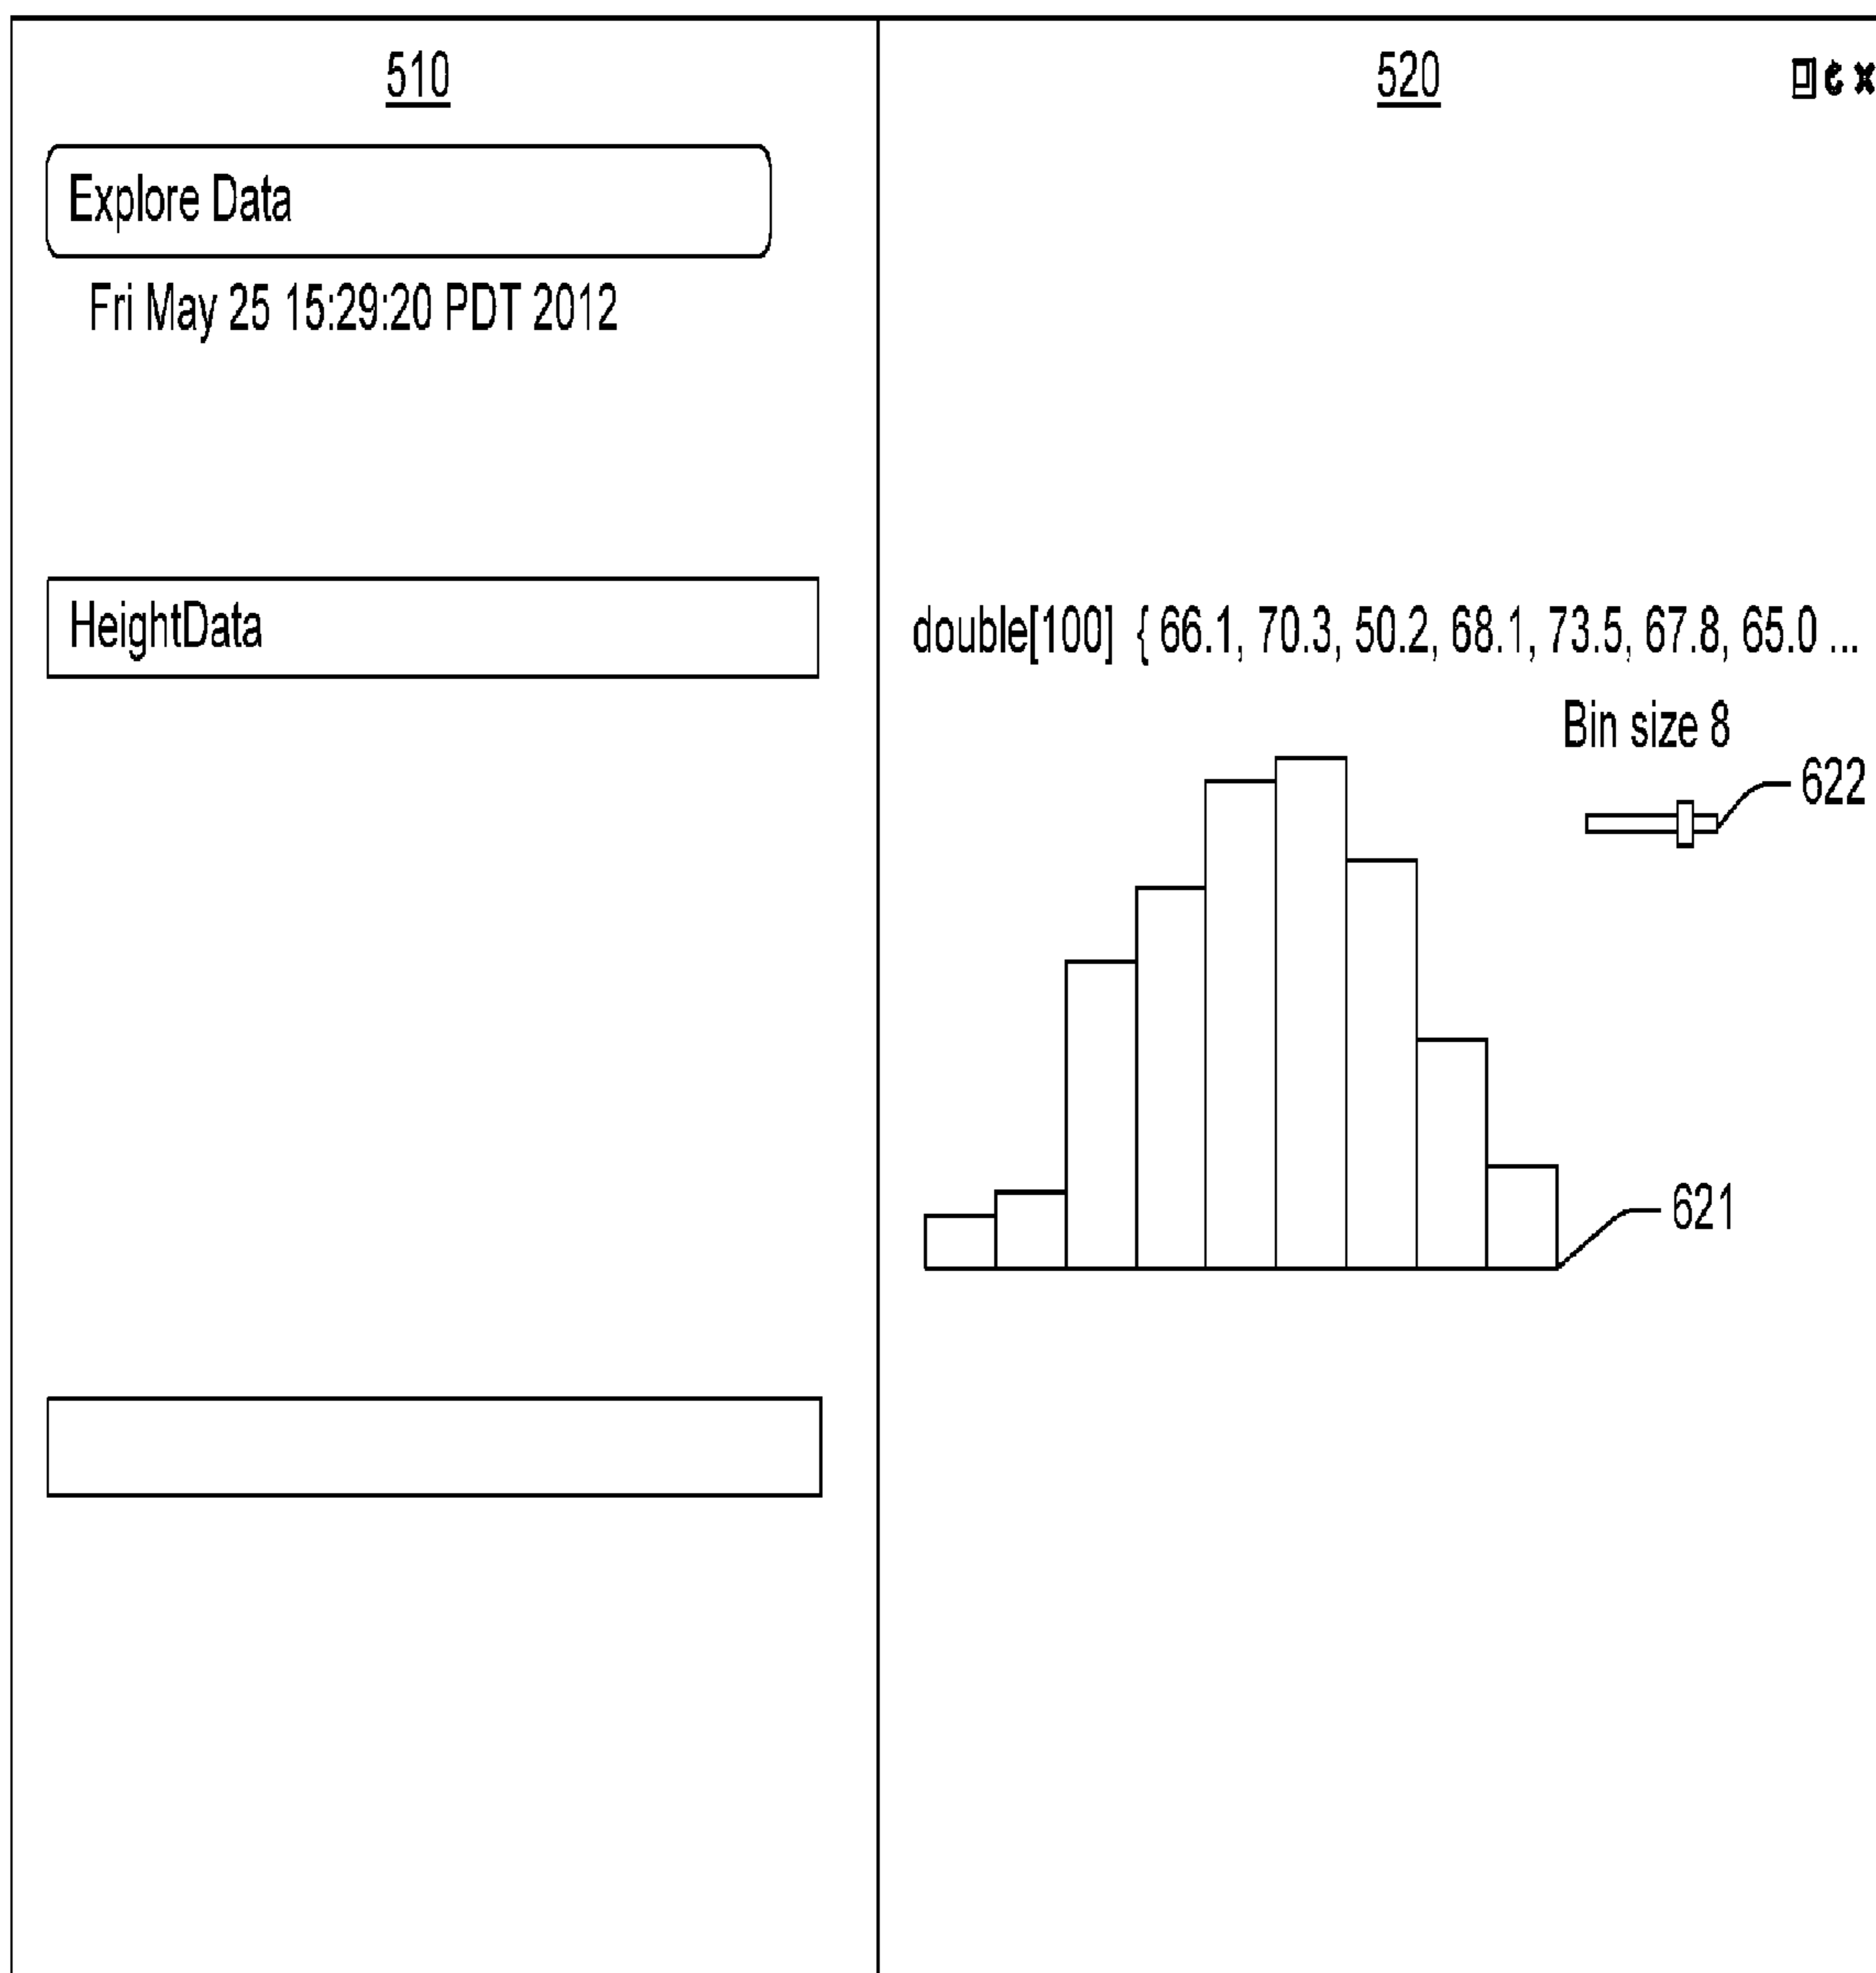 510
520
Explore Data
Fri May 25 15:29:20 PDT 2012
HeightData
double[100] { 66.1, 70.3, 50.2, 68.1, 73.5, 67.8, 65.0 ...
Bin size 8
622
621